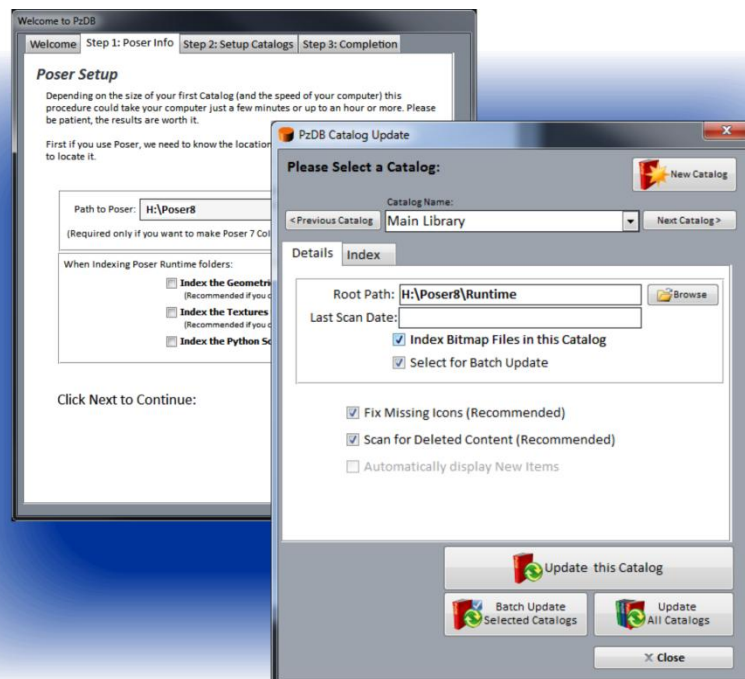 Welcome to PzDB
Welcome Step 1: Poser Info Step 2: Setup Catalogs Step 3: Completion
Poser Setup
Depending on the size of your first Catalog (and the speed of your computer) this
procedure could take your computer just a few minutes or up to an hour or more. Please
be patient, the results are worth it.
First if you use Poser, we need to know the location
to locate it.
Path to Poser: H:\Poser8
(Required only if you want to make Poser 7 Col
When Indexing Poser Runtime folders:
Index the Geometri
(Recommended if you c
Index the Textures
(Recommended if you c
Index the Python Sc
Click Next to Continue:
PzDB Catalog Update
Please Select a Catalog:
New Catalog
Catalog Name:
<Previous Catalog Main Library Next Catalog>
Details Index
Root Path: H:\Poser8\Runtime Browse
Last Scan Date:
Index Bitmap Files in this Catalog
Select for Batch Update
Fix Missing Icons (Recommended)
Scan for Deleted Content (Recommended)
Automatically display New Items
Update this Catalog
Batch Update
Selected Catalogs
Update
All Catalogs
X Close